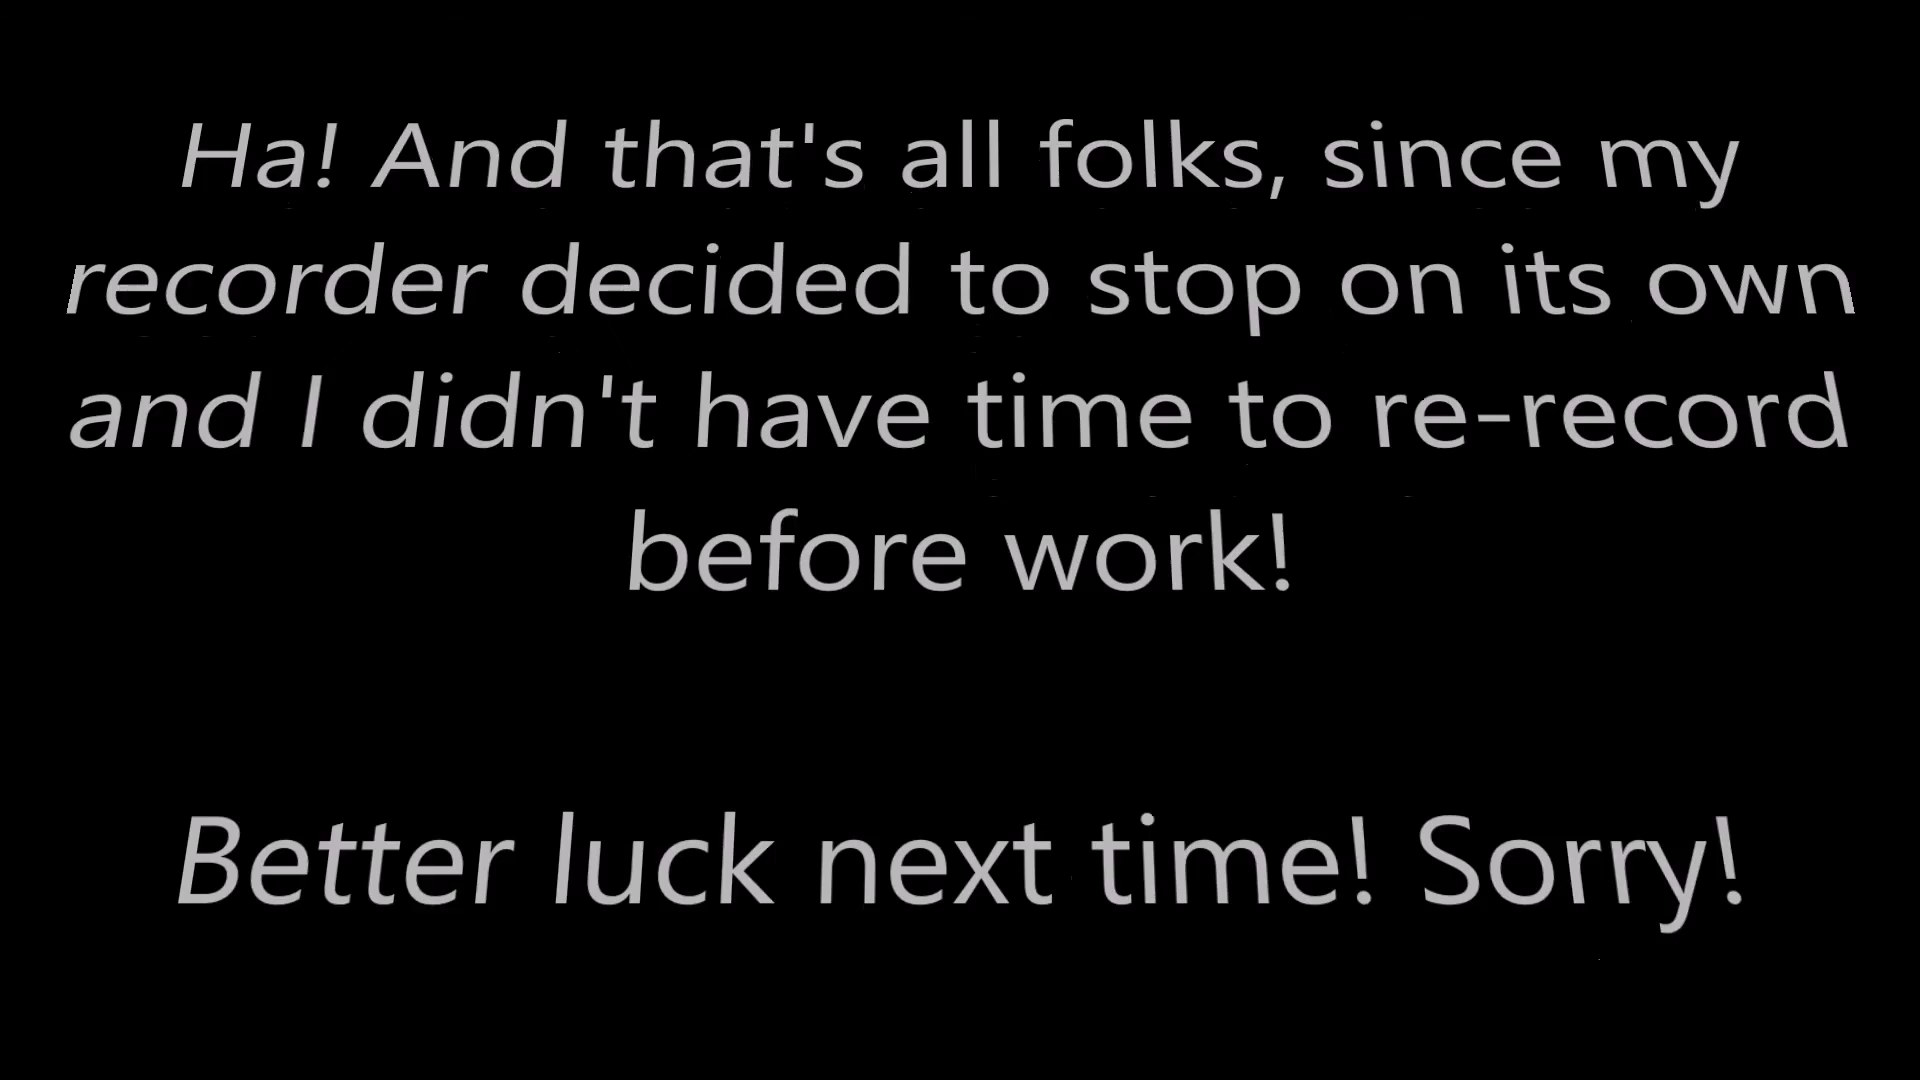 Ha! And that's all folks, since my
recorder decided to stop on its own
and I didn't have time to re-record
before work!
Better luck next time! Sorry!